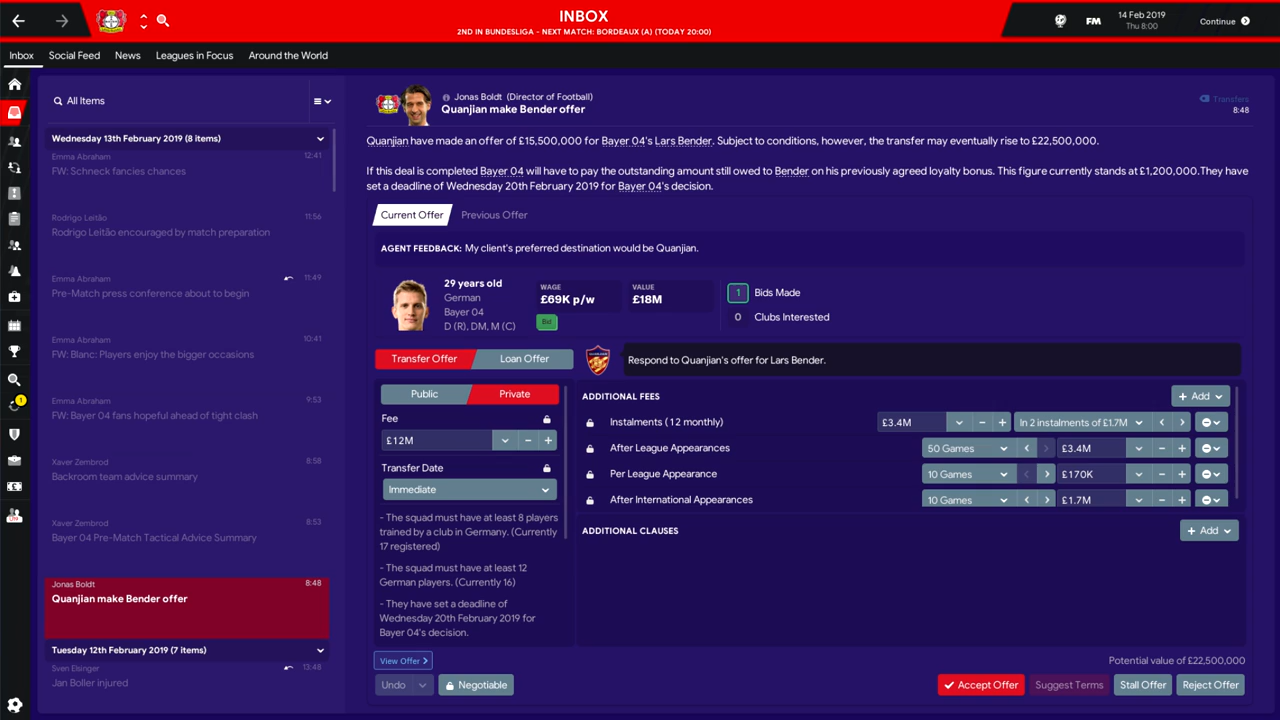 INBOX
2ND IN BUNDESLIGA - NEXT MATCH: BORDEAUX (A) (TODAY 20:00)
FM
14 Feb 2019
Thu 8:00
Continue
Inbox
Social Feed
News
Leagues in Focus
Around the World
All Items
Wednesday 13th February 2019 (8 items)
Emma Abraham 12:41
FW: Schneck fancies chances
Rodrigo Leitão 11:56
Rodrigo Leitão encouraged by match preparation
Emma Abraham 11:49
Pre-Match press conference about to begin
Emma Abraham 10:41
FW: Blanc: Players enjoy the bigger occasions
Emma Abraham 9:53
FW: Bayer 04 fans hopeful ahead of tight clash
Xaver Zembrod 8:58
Backroom team advice summary
Xaver Zembrod 8:53
Bayer 04 Pre-Match Tactical Advice Summary
Jonas Boldt 8:48
Quanjian make Bender offer
Tuesday 12th February 2019 (7 items)
Sven Elsinger 13:48
Jan Boller injured
1
Jonas Boldt (Director of Football)
Quanjian make Bender offer
Transfers
8:48
Quanjian have made an offer of £15,500,000 for Bayer 04's Lars Bender. Subject to conditions, however, the transfer may eventually rise to £22,500,000.
If this deal is completed Bayer 04 will have to pay the outstanding amount still owed to Bender on his previously agreed loyalty bonus. This figure currently stands at £1,200,000.They have
set a deadline of Wednesday 20th February 2019 for Bayer 04's decision.
Current Offer
Previous Offer
AGENT FEEDBACK: My client's preferred destination would be Quanjian.
29 years old
German
Bayer 04
D (R), DM, M (C)
WAGE
£69K p/w
Bid
VALUE
£18M
1 Bids Made
0 Clubs Interested
Transfer Offer
Loan Offer
Respond to Quanjian's offer for Lars Bender.
Public
Private
Fee
£12M
Transfer Date
Immediate
- The squad must have at least 8 players
trained by a club in Germany. (Currently
17 registered)
- The squad must have at least 12
German players. (Currently 16)
- They have set a deadline of
Wednesday 20th February 2019 for
Bayer 04's decision.
ADDITIONAL FEES
Add
Instalments (12 monthly) £3.4M In 2 instalments of £1.7M
After League Appearances 50 Games £3.4M
Per League Appearance 10 Games £170K
After International Appearances 10 Games £1.7M
ADDITIONAL CLAUSES
Add
View Offer
Potential value of £22,500,000
Undo
Negotiable
Accept Offer
Suggest Terms
Stall Offer
Reject Offer